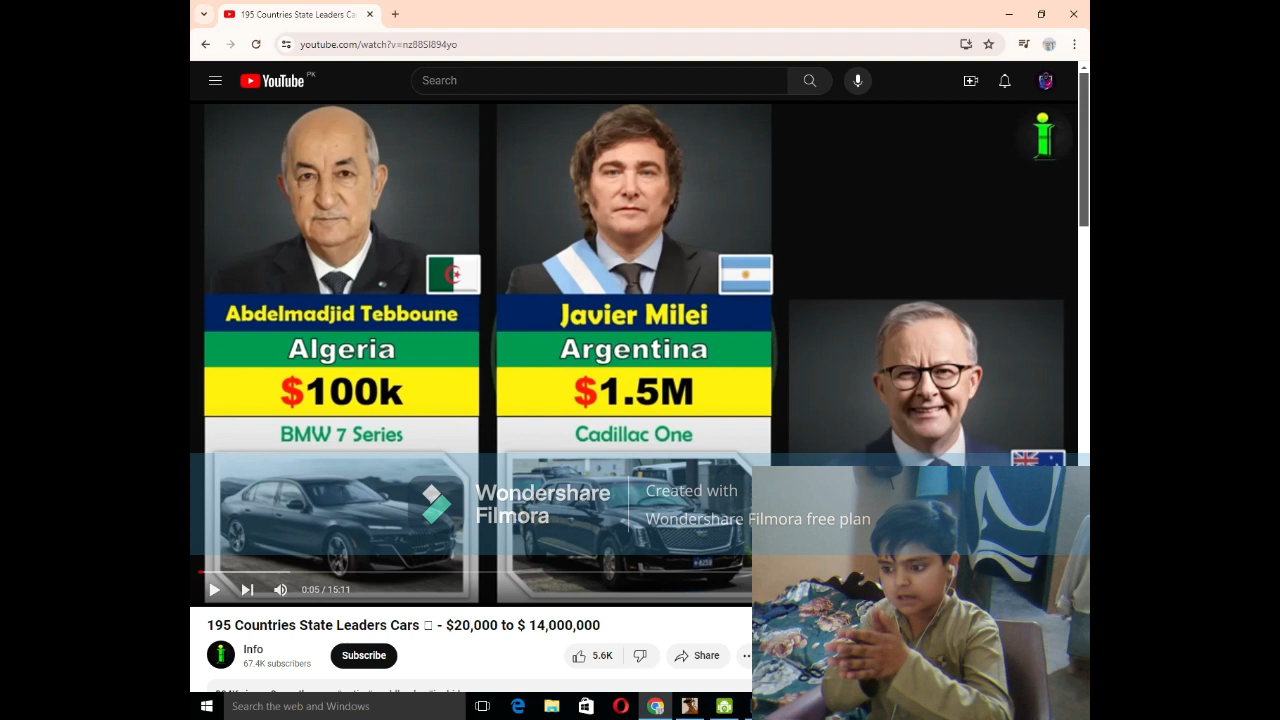 195 Countries State Leaders Ca
youtube.com/watch?v=nz88Sl894yo
YouTube
PK
Search
Abdelmadjid Tebboune
Algeria
$100k
BMW 7 Series
Javier Milei
Argentina
$1.5M
Cadillac One
Wondershare
Filmora
Created with
Wondershare Filmora free plan
0:05 / 15:11
195 Countries State Leaders Cars - $20,000 to $ 14,000,000
Info
67.4K subscribers
Subscribe
5.6K
Share
Search the web and Windows